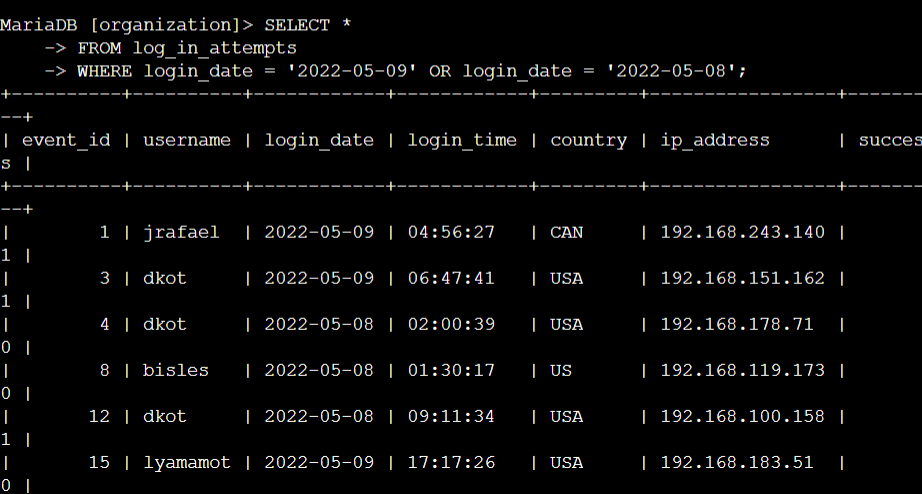 MariaDB [organization]> SELECT *
    -> FROM log_in_attempts
    -> WHERE login_date = '2022-05-09' OR login_date = '2022-05-08';
+----------+----------+------------+------------+---------+-----------------+-------
--+
| event_id | username | login_date | login_time | country | ip_address      | succes
s |
+----------+----------+------------+------------+---------+-----------------+-------
--+
|        1 | jrafael  | 2022-05-09 | 04:56:27   | CAN     | 192.168.243.140 |
1 |
|        3 | dkot     | 2022-05-09 | 06:47:41   | USA     | 192.168.151.162 |
1 |
|        4 | dkot     | 2022-05-08 | 02:00:39   | USA     | 192.168.178.71  |
0 |
|        8 | bisles   | 2022-05-08 | 01:30:17   | US      | 192.168.119.173 |
0 |
|       12 | dkot     | 2022-05-08 | 09:11:34   | USA     | 192.168.100.158 |
1 |
|       15 | lyamamot | 2022-05-09 | 17:17:26   | USA     | 192.168.183.51  |
0 |